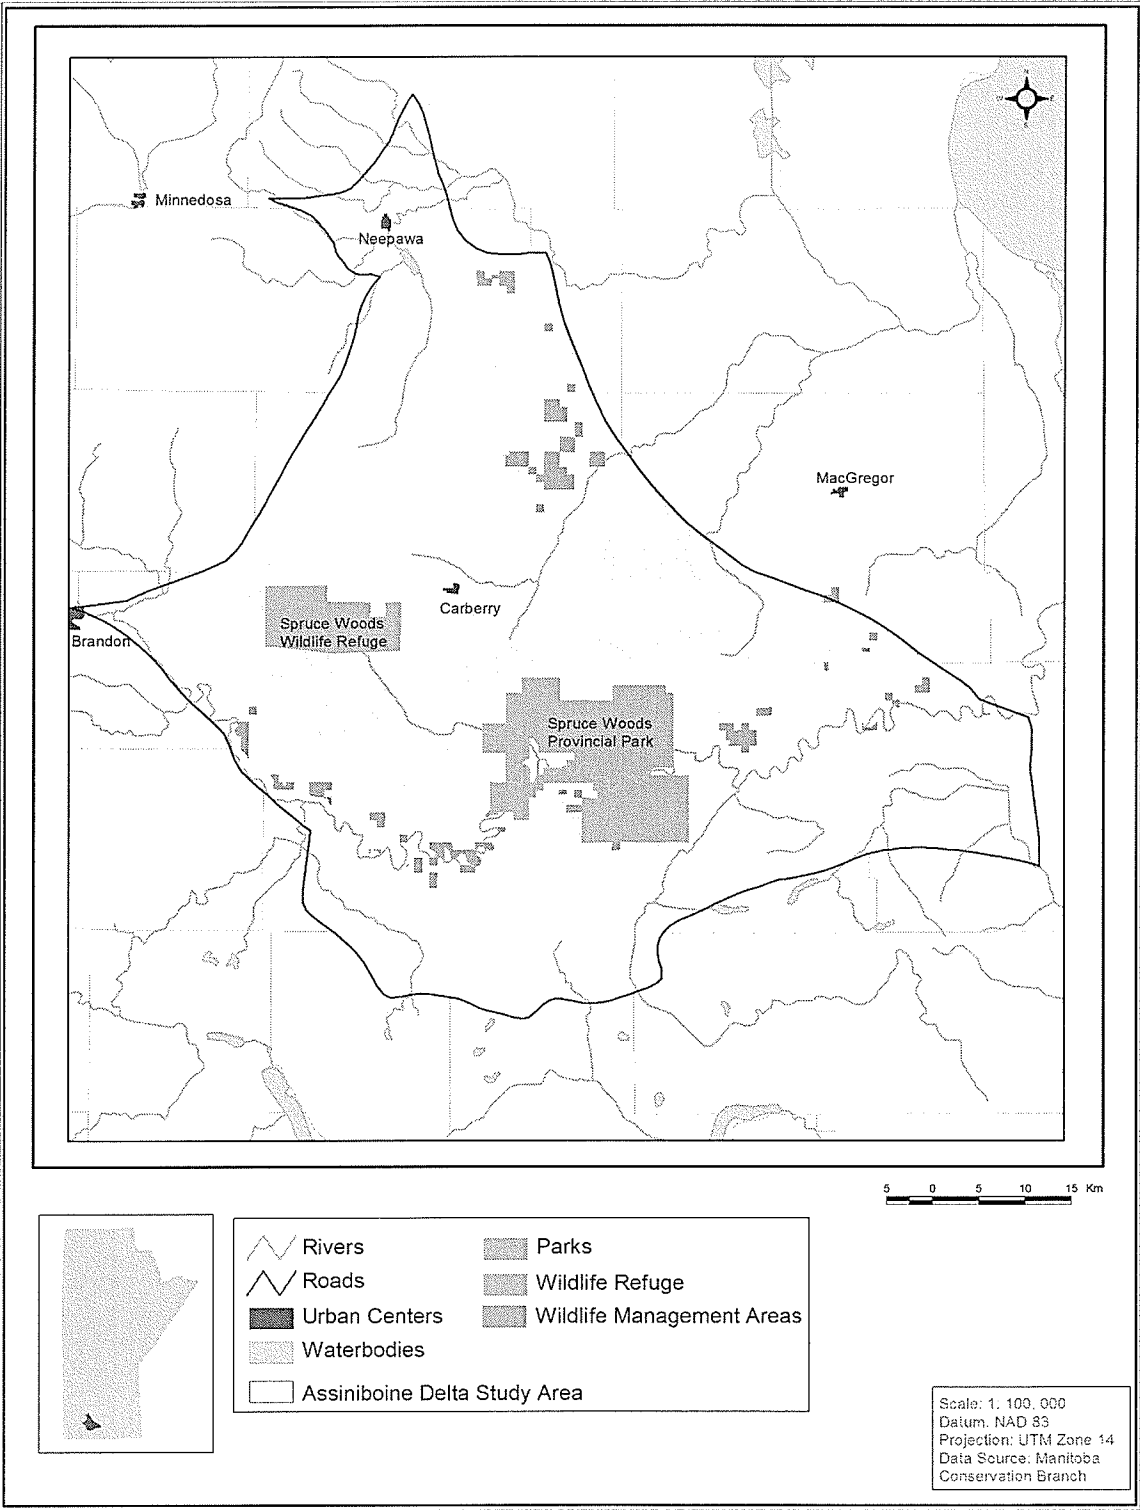 N
W E
S
Minnedosa
Neepawa
MacGregor
Carberry
Brandon
Spruce Woods
Wildlife Refuge
Spruce Woods
Provincial Park
5 0 5 10 15 Km
Rivers
Roads
Urban Centers
Waterbodies
Assiniboine Delta Study Area
Parks
Wildlife Refuge
Wildlife Management Areas
Scale: 1: 100, 000
Datum: NAD 83
Projection: UTM Zone 14
Data Source: Manitoba
Conservation Branch